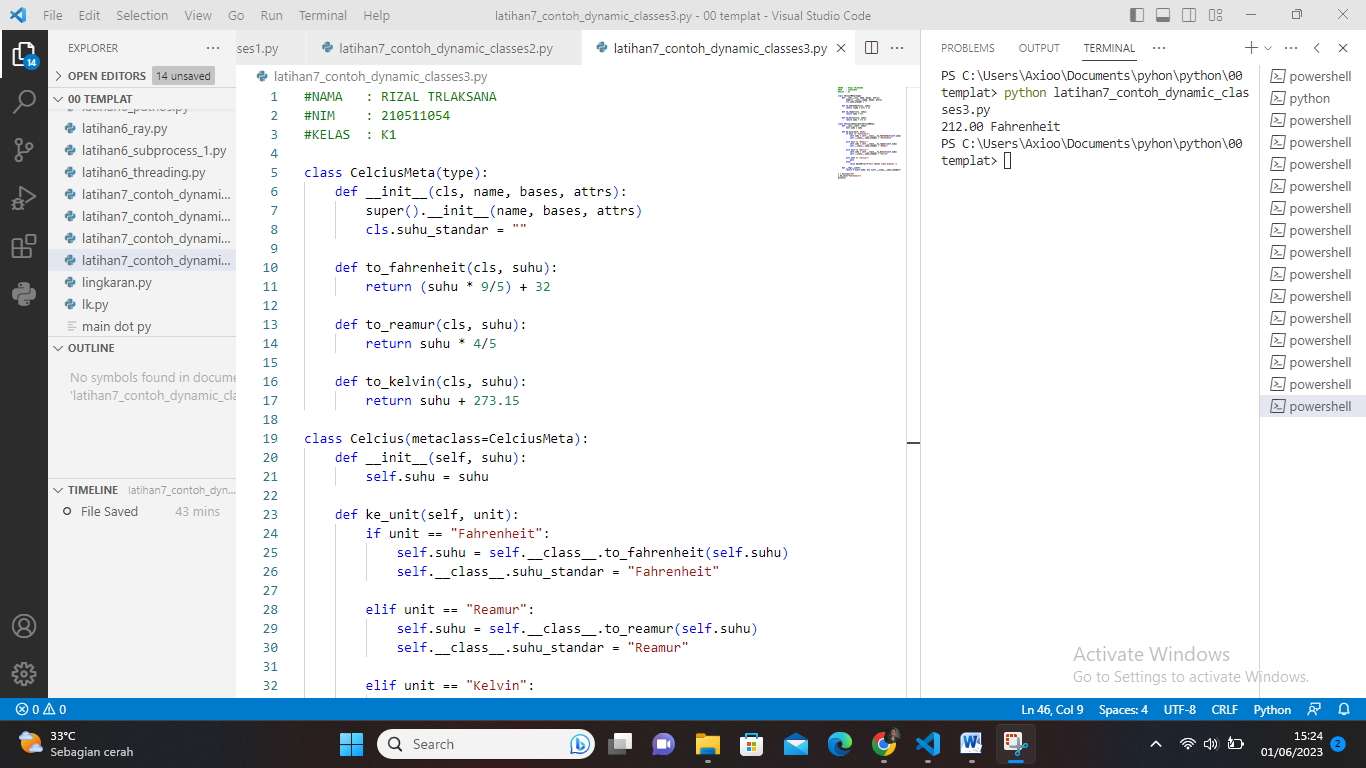 File Edit Selection View Go Run Terminal Help
latihan7_contoh_dynamic_classes3.py - 00 templat - Visual Studio Code
14
EXPLORER
OPEN EDITORS 14 unsaved
00 TEMPLAT
latihan6_pathos.py
latihan6_ray.py
latihan6_subprocess_1.py
latihan6_threading.py
latihan7_contoh_dynami...
latihan7_contoh_dynami...
latihan7_contoh_dynami...
latihan7_contoh_dynami...
lingkaran.py
lk.py
main dot py
OUTLINE
No symbols found in docume
'latihan7_contoh_dynamic_cla
TIMELINE latihan7_contoh_dyn...
File Saved 43 mins
ses1.py latihan7_contoh_dynamic_classes2.py latihan7_contoh_dynamic_classes3.py
latihan7_contoh_dynamic_classes3.py
1 #NAMA   : RIZAL TRLAKSANA
2 #NIM    : 210511054
3 #KELAS  : K1
4
5 class CelciusMeta(type):
6     def __init__(cls, name, bases, attrs):
7         super().__init__(name, bases, attrs)
8         cls.suhu_standar = ""
9
10     def to_fahrenheit(cls, suhu):
11         return (suhu * 9/5) + 32
12
13     def to_reamur(cls, suhu):
14         return suhu * 4/5
15
16     def to_kelvin(cls, suhu):
17         return suhu + 273.15
18
19 class Celcius(metaclass=CelciusMeta):
20     def __init__(self, suhu):
21         self.suhu = suhu
22
23     def ke_unit(self, unit):
24         if unit == "Fahrenheit":
25             self.suhu = self.__class__.to_fahrenheit(self.suhu)
26             self.__class__.suhu_standar = "Fahrenheit"
27
28         elif unit == "Reamur":
29             self.suhu = self.__class__.to_reamur(self.suhu)
30             self.__class__.suhu_standar = "Reamur"
31
32         elif unit == "Kelvin":
PROBLEMS OUTPUT TERMINAL
PS C:\Users\Axioo\Documents\pyhon\python\00
templat> python latihan7_contoh_dynamic_clas
ses3.py
212.00 Fahrenheit
PS C:\Users\Axioo\Documents\pyhon\python\00
templat>
powershell
python
powershell
powershell
powershell
powershell
powershell
powershell
powershell
powershell
powershell
powershell
powershell
powershell
powershell
powershell
Activate Windows
Go to Settings to activate Windows.
0 0
Ln 46, Col 9 Spaces: 4 UTF-8 CRLF Python
33°C
Sebagian cerah
Search
15:24
01/06/2023
2